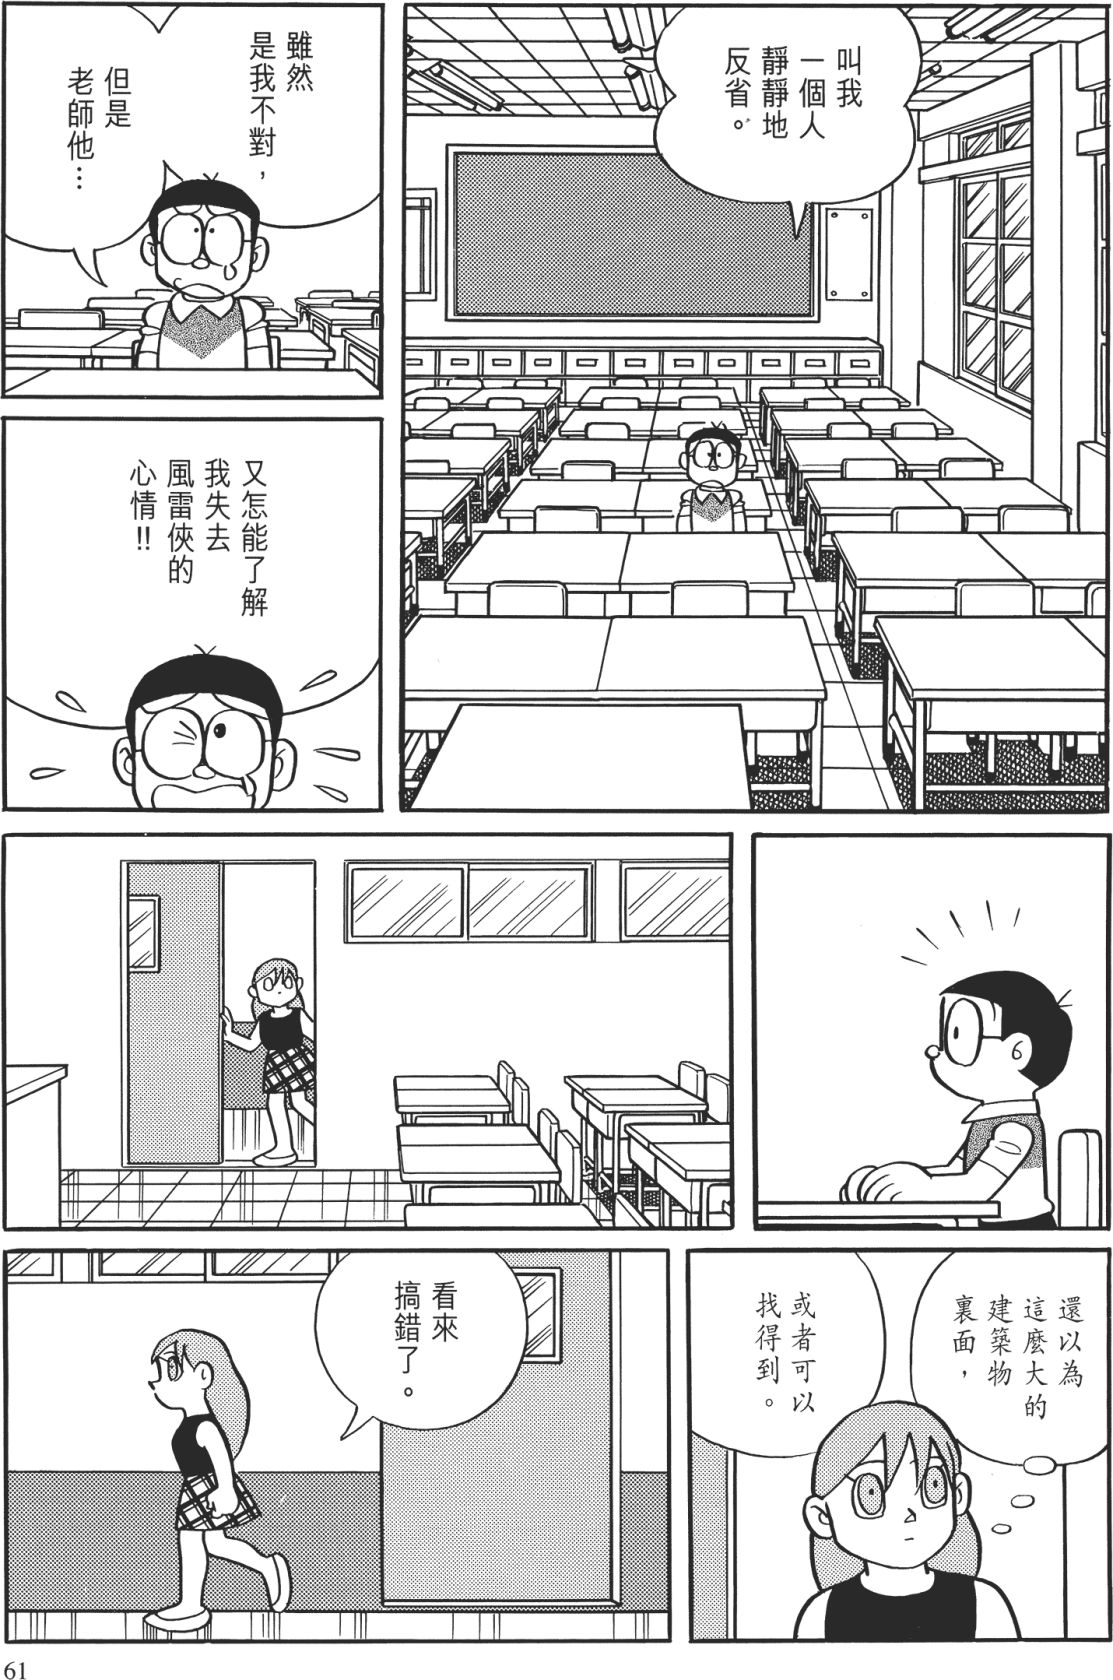 叫我
一個人
靜靜地
反省。
雖然
是我不對，
但是
老師他…
又怎能了解
我失去
風雷俠的
心情!!
還以為
這麼大的
建築物
裏面，
或者可以
找得到。
看來
搞錯了。
61